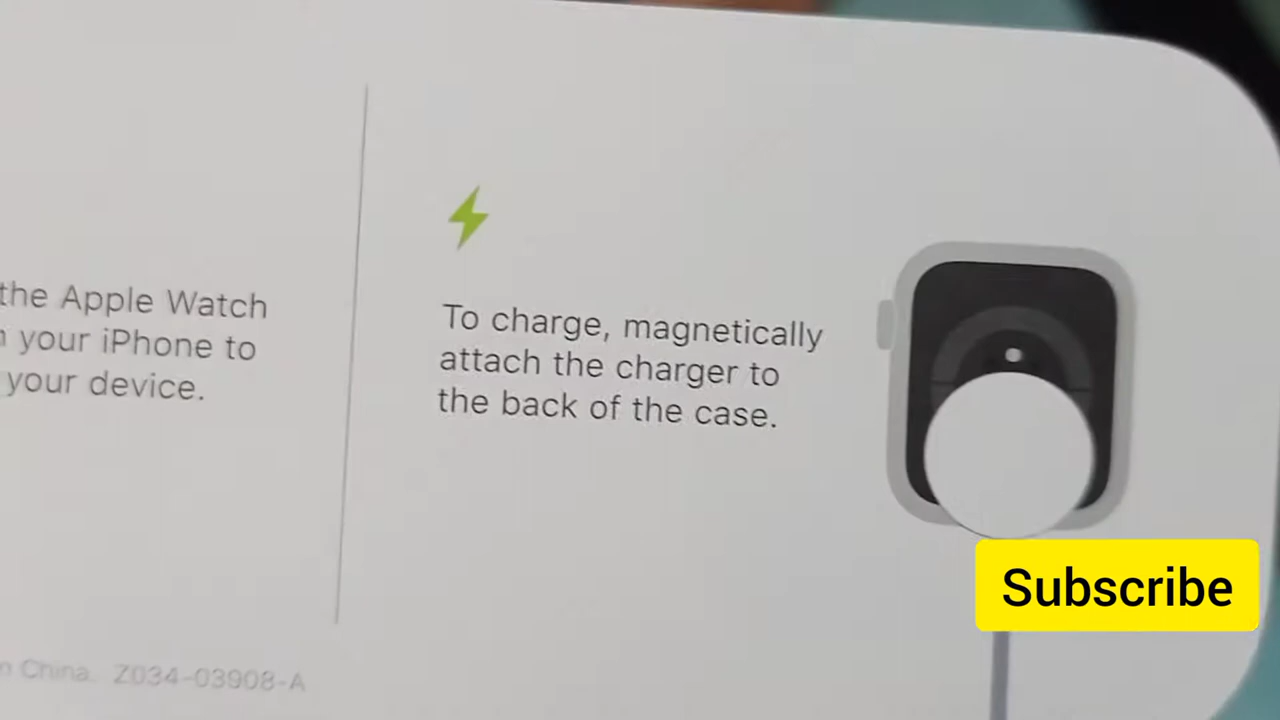 the Apple Watch
your iPhone to
your device.
To charge, magnetically
attach the charger to
the back of the case.
China. Z034-03908-A
Subscribe